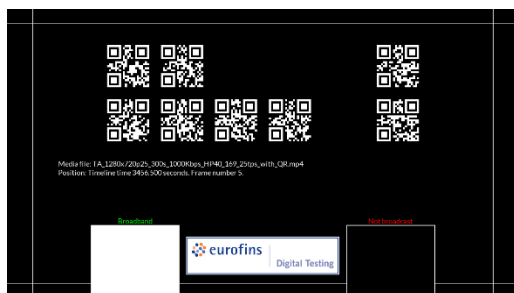 Media file: TA_1280x720p25_300s_1000Kbps_HP40_169_25fps_with_QR.mp4
Position: Timeline time 3456.500 seconds. Frame number 5.
Broadband
Not broadcast
eurofins
Digital Testing